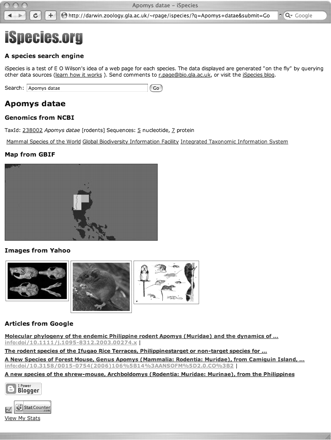 Apomys datae – iSpecies
http://darwin.zoology.gla.ac.uk/~rpage/ispecies/?q=Apomys+datae&submit=Go
Google
iSpecies.org
A species search engine
iSpecies is a test of E O Wilson's idea of a web page for each species. The data displayed are generated "on the fly" by querying
other data sources (learn how it works ). Send comments to r.page@bio.gla.ac.uk, or visit the iSpecies blog.
Search: Apomys datae Go
Apomys datae
Genomics from NCBI
TaxId: 238002 Apomys datae [rodents] Sequences: 5 nucleotide, 7 protein
Mammal Species of the World Global Biodiversity Information Facility Integrated Taxonomic Information System
Map from GBIF
Images from Yahoo
Articles from Google
Molecular phylogeny of the endemic Philippine rodent Apomys (Muridae) and the dynamics of ...
info:doi/10.1111/j.1095-8312.2003.00274.x |
The rodent species of the Ifugao Rice Terraces, Philippinestarget or non-target species for ...
A New Species of Forest Mouse, Genus Apomys (Mammalia: Rodentia: Muridae), from Camiguin Island, ...
info:doi/10.3158/0015-0754(2006)106%5B14%3AANSOFM%5D2.0.CO%3B2 |
A new species of the shrew-mouse, Archboldomys (Rodentia: Muridae: Murinae), from the Philippines
I Power
Blogger
StatCounter
View My Stats